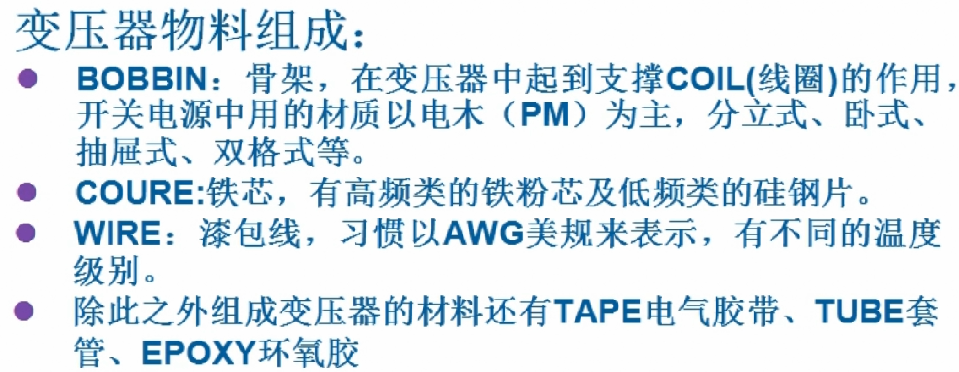 变压器物料组成：
BOBBIN：骨架，在变压器中起到支撑COIL(线圈)的作用，
开关电源中用的材质以电木（PM）为主，分立式、卧式、
抽屉式、双格式等。
COURE:铁芯，有高频类的铁粉芯及低频类的硅钢片。
WIRE：漆包线，习惯以AWG美规来表示，有不同的温度
级别。
除此之外组成变压器的材料还有TAPE电气胶带、TUBE套
管、EPOXY环氧胶